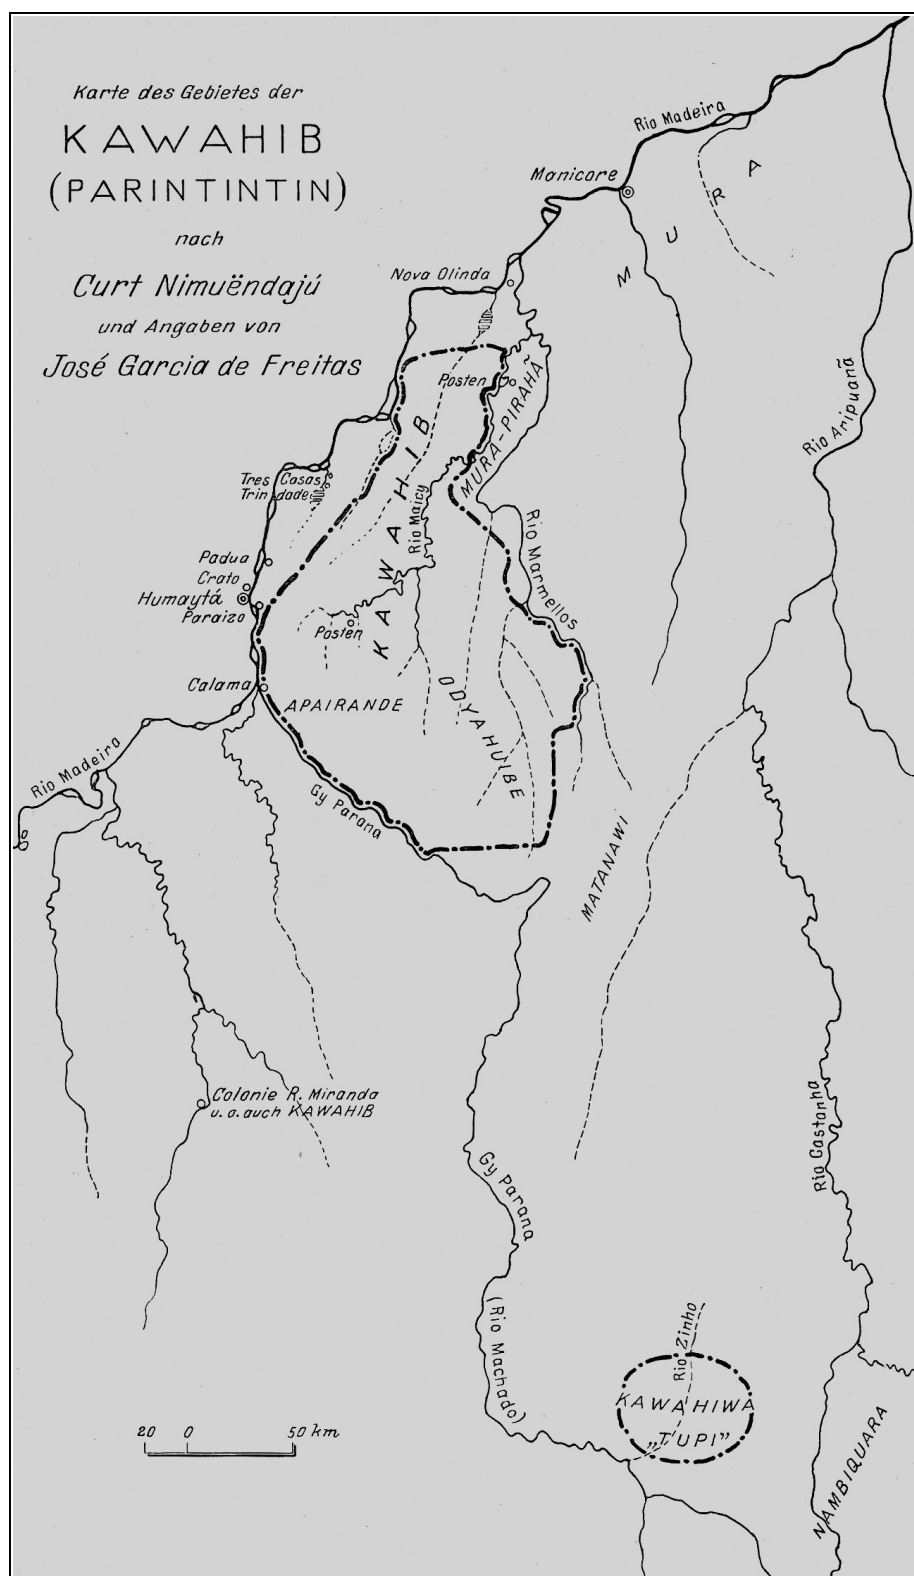 Karte des Gebietes der
KAWAHIB
(PARINTINTIN)
nach
Curt Nimuëndajú
und Angaben von
José Garcia de Freitas
Rio Madeira
Manicore
MURA
Nova Olinda
Posten
MURA-PIRAHÃ
Rio Aripuanã
KAWAHIB
Tres Casas
Trindade
Rio Maicy
Rio Marmellos
Padua
Crato
Humaytá
Paraizo
Posten
Calama
APAIRANDE
ODYAHUIBE
Rio Madeira
Gy Parana
MATANAWI
Colonie R. Miranda
u. a. auch KAWAHIB
Rio Castanha
Gy Parana
(Rio Machado)
Rio Zinho
KAWAHIWA
„TUPI”
NAMBIQUARA
20 0 50 km